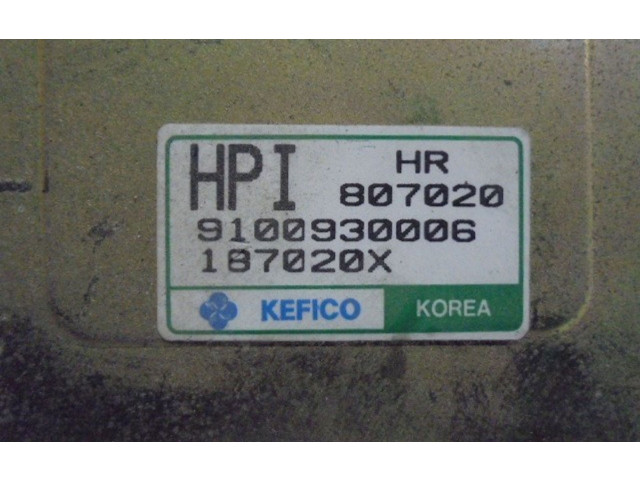 HPI HR
807020
9100930006
187020X
KEFICO KOREA